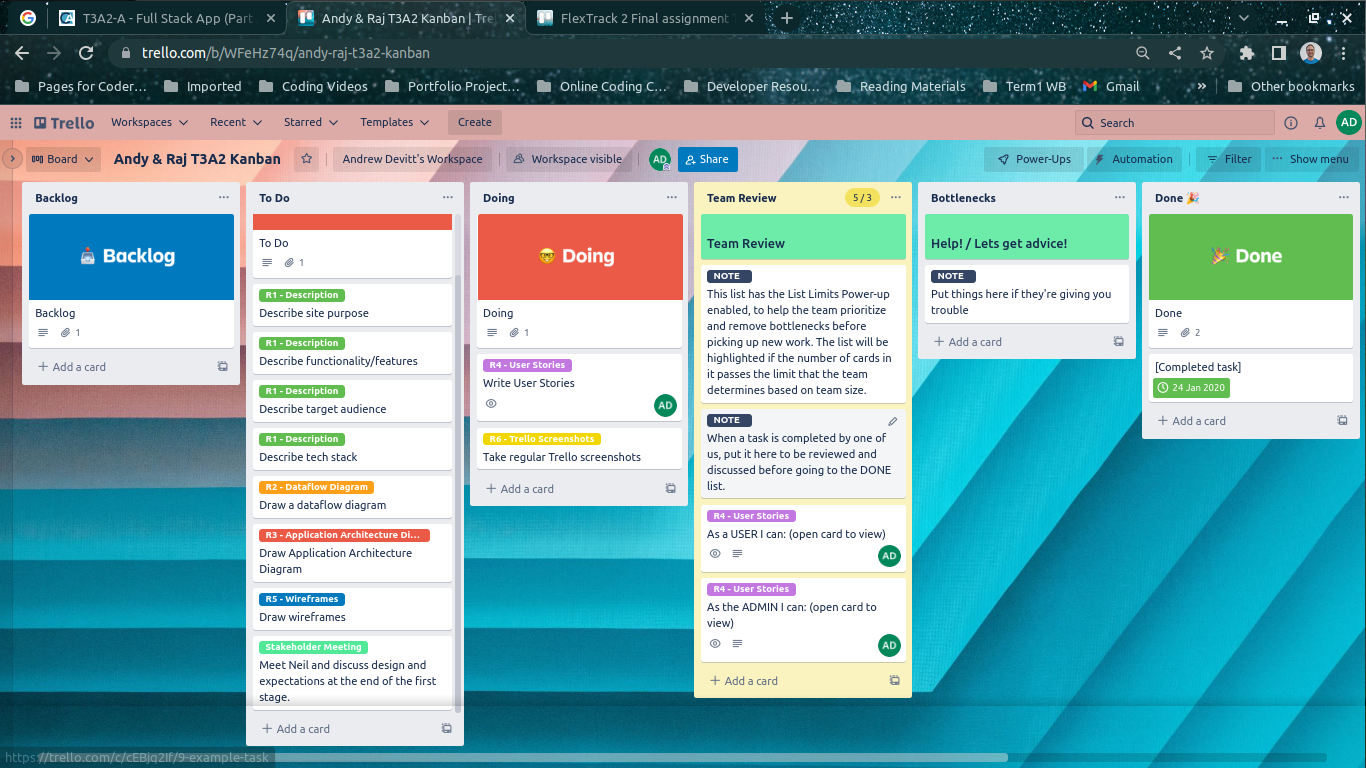 T3A2-A - Full Stack App (Part
Andy & Raj T3A2 Kanban | Tre
FlexTrack 2 Final assignment
trello.com/b/WFeHz74q/andy-raj-t3a2-kanban
Pages for Coder…
Imported
Coding Videos
Portfolio Project…
Online Coding C…
Developer Resou…
Reading Materials
Term1 WB
Gmail
»
Other bookmarks
Trello
Workspaces
Recent
Starred
Templates
Create
Search
AD
Board
Andy & Raj T3A2 Kanban
Andrew Devitt's Workspace
Workspace visible
AD
Share
Power-Ups
Automation
Filter
Show menu
Backlog
Backlog
Backlog
1
+ Add a card
To Do
To Do
1
R1 - Description
Describe site purpose
R1 - Description
Describe functionality/features
R1 - Description
Describe target audience
R1 - Description
Describe tech stack
R2 - Dataflow Diagram
Draw a dataflow diagram
R3 - Application Architecture Di…
Draw Application Architecture
Diagram
R5 - Wireframes
Draw wireframes
Stakeholder Meeting
Meet Neil and discuss design and
expectations at the end of the first
stage.
+ Add a card
Doing
🤓 Doing
Doing
1
R4 - User Stories
Write User Stories
AD
R6 - Trello Screenshots
Take regular Trello screenshots
+ Add a card
Team Review
5 / 3
Team Review
NOTE
This list has the List Limits Power-up
enabled, to help the team prioritize
and remove bottlenecks before
picking up new work. The list will be
highlighted if the number of cards in
it passes the limit that the team
determines based on team size.
NOTE
When a task is completed by one of
us, put it here to be reviewed and
discussed before going to the DONE
list.
R4 - User Stories
As a USER I can: (open card to view)
AD
R4 - User Stories
As the ADMIN I can: (open card to
view)
AD
+ Add a card
Bottlenecks
Help! / Lets get advice!
NOTE
Put things here if they're giving you
trouble
+ Add a card
Done 🎉
🎉 Done
Done
2
[Completed task]
24 Jan 2020
+ Add a card
https://trello.com/c/cEBjq2If/9-example-task